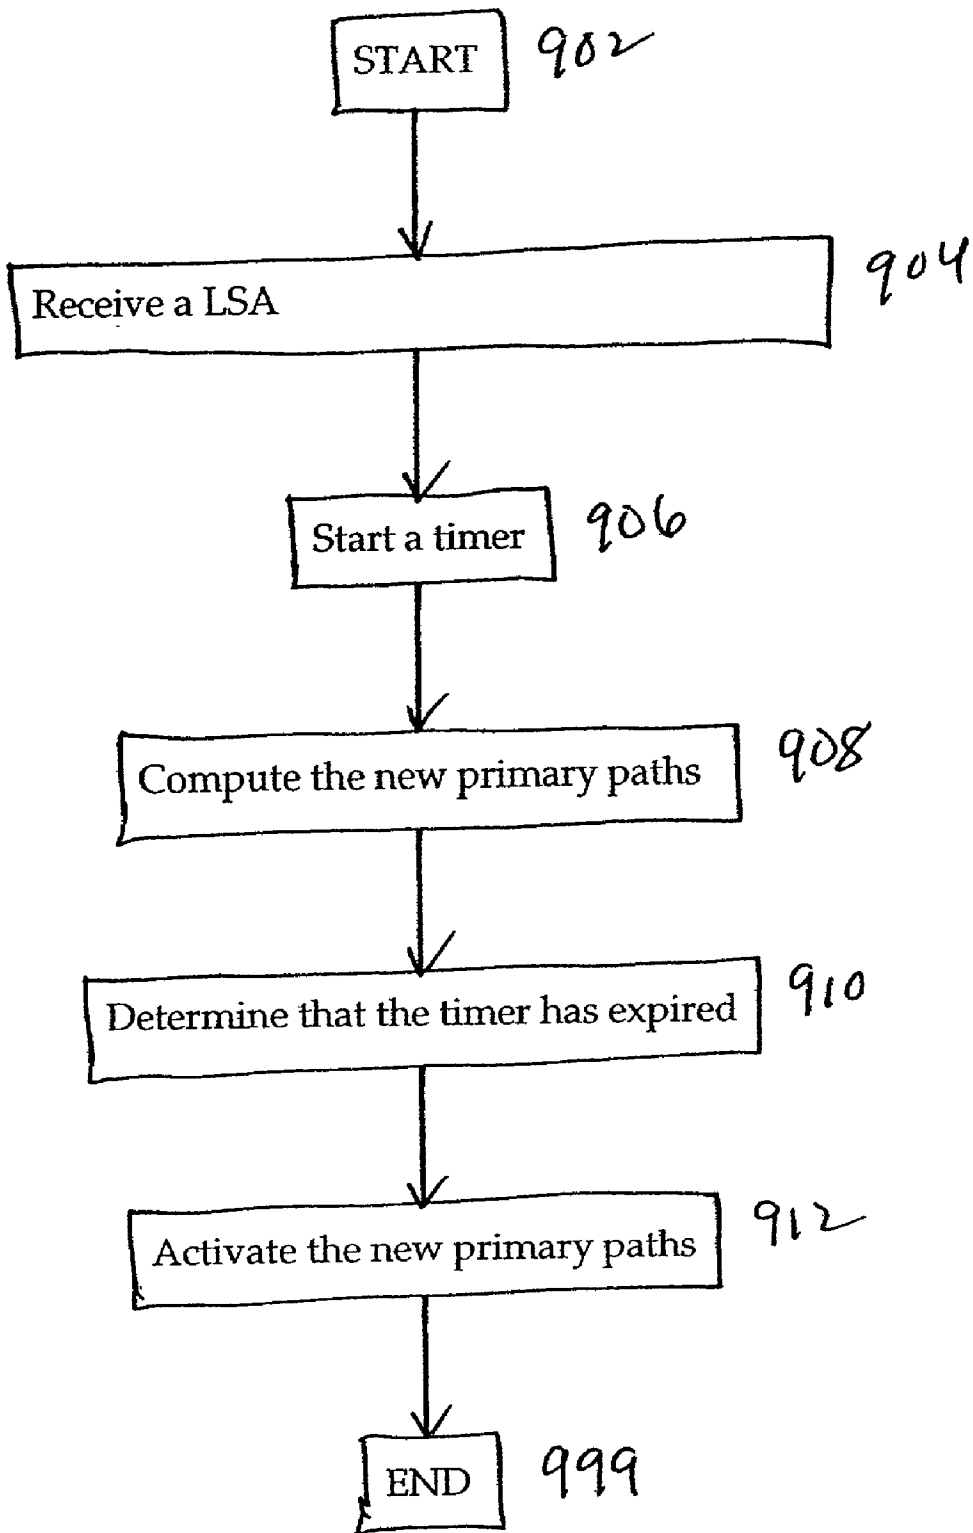 START
902
Receive a LSA
904
Start a timer
906
Compute the new primary paths
908
Determine that the timer has expired
910
Activate the new primary paths
912
END
999